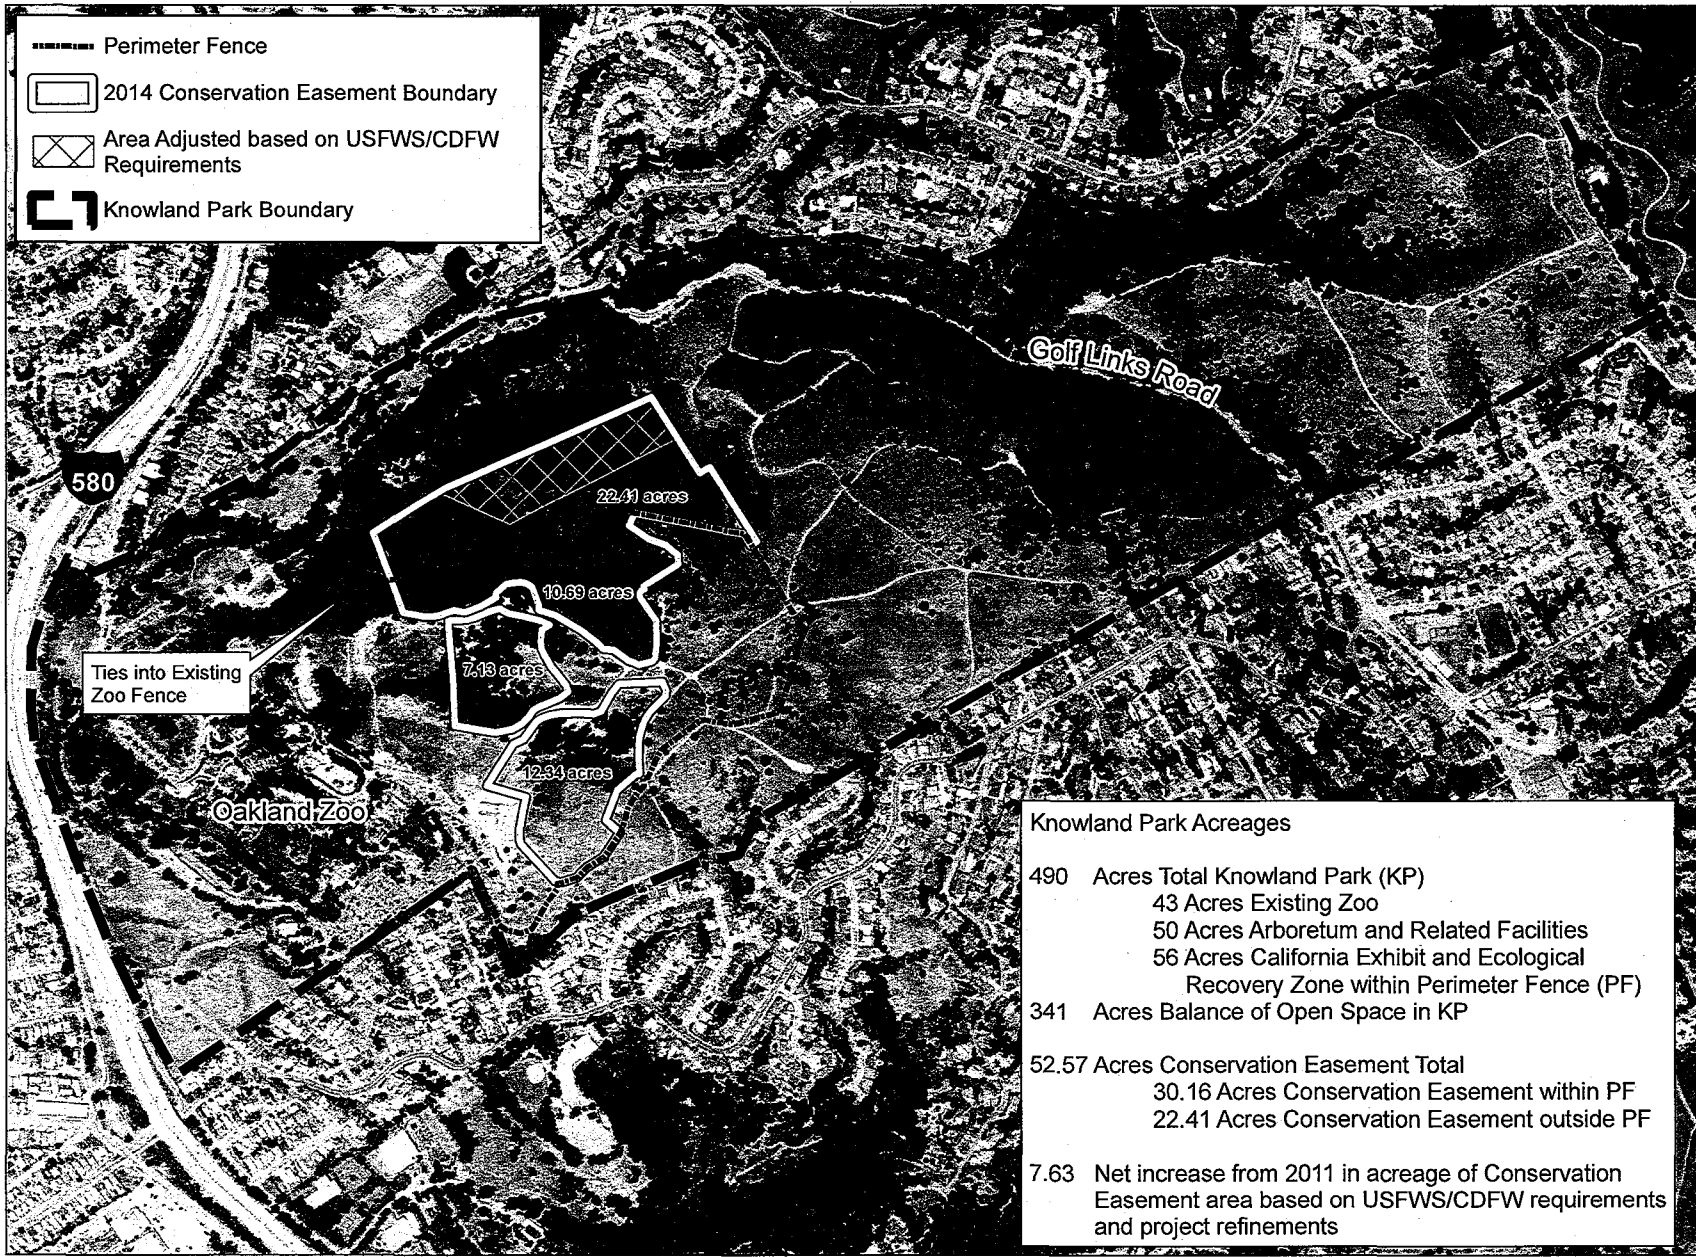 Perimeter Fence
2014 Conservation Easement Boundary
Area Adjusted based on USFWS/CDFW
Requirements
Knowland Park Boundary
Golf Links Road
580
22.41 acres
10.69 acres
Ties into Existing
Zoo Fence
7.13 acres
12.34 acres
Oakland Zoo
Knowland Park Acreages
490 Acres Total Knowland Park (KP)
43 Acres Existing Zoo
50 Acres Arboretum and Related Facilities
56 Acres California Exhibit and Ecological
Recovery Zone within Perimeter Fence (PF)
341 Acres Balance of Open Space in KP
52.57 Acres Conservation Easement Total
30.16 Acres Conservation Easement within PF
22.41 Acres Conservation Easement outside PF
7.63 Net increase from 2011 in acreage of Conservation
Easement area based on USFWS/CDFW requirements
and project refinements